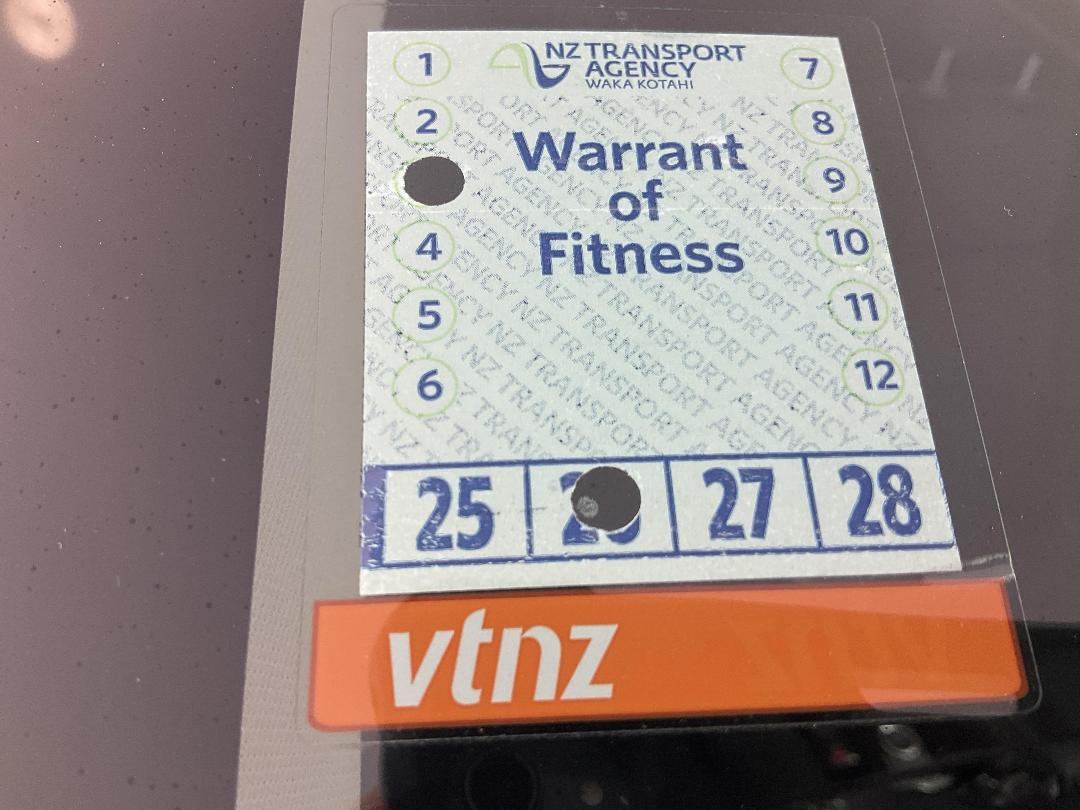 NZ TRANSPORT
AGENCY
WAKA KOTAHI
Warrant
of
Fitness
1
2
4
5
6
7
8
9
10
11
12
25
27
28
vtnz